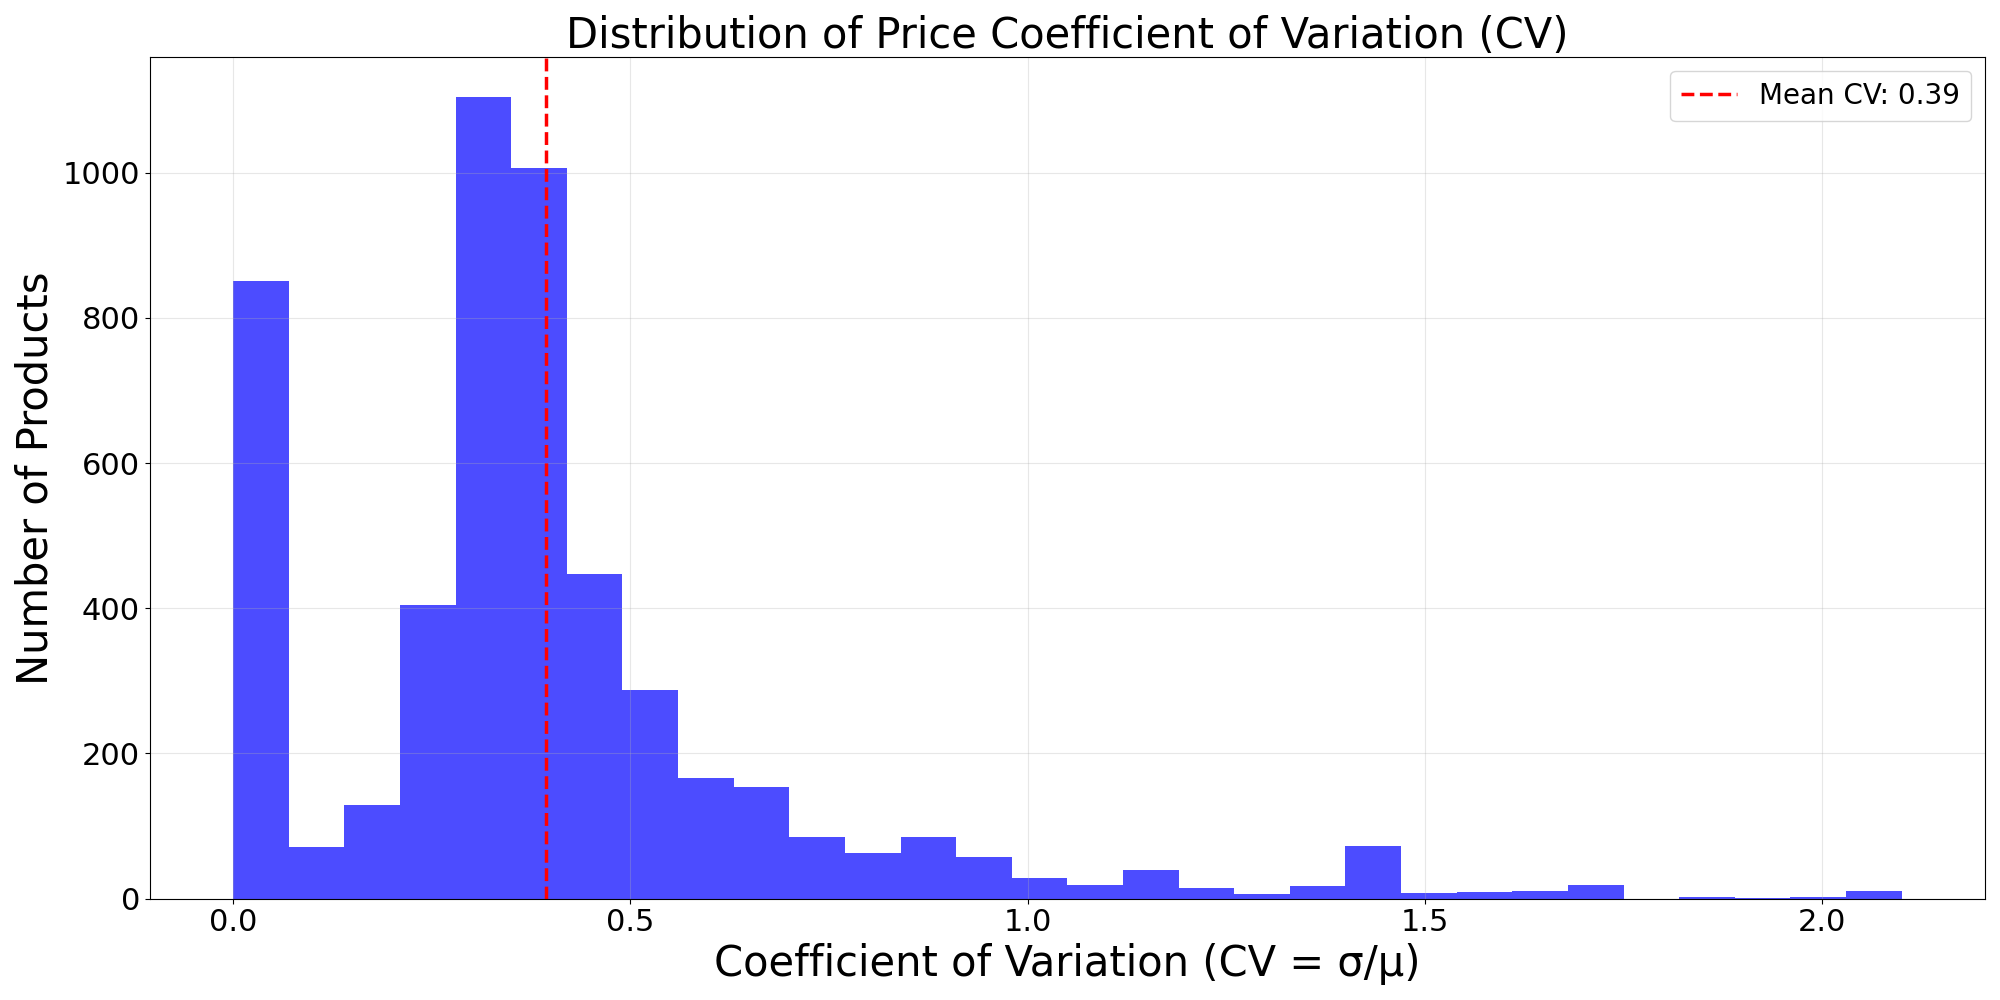 Distribution of Price Coefficient of Variation (CV)
Mean CV: 0.39
Number of Products
1000
800
600
400
200
0
0.0 0.5 1.0 1.5 2.0
Coefficient of Variation (CV = σ/μ)